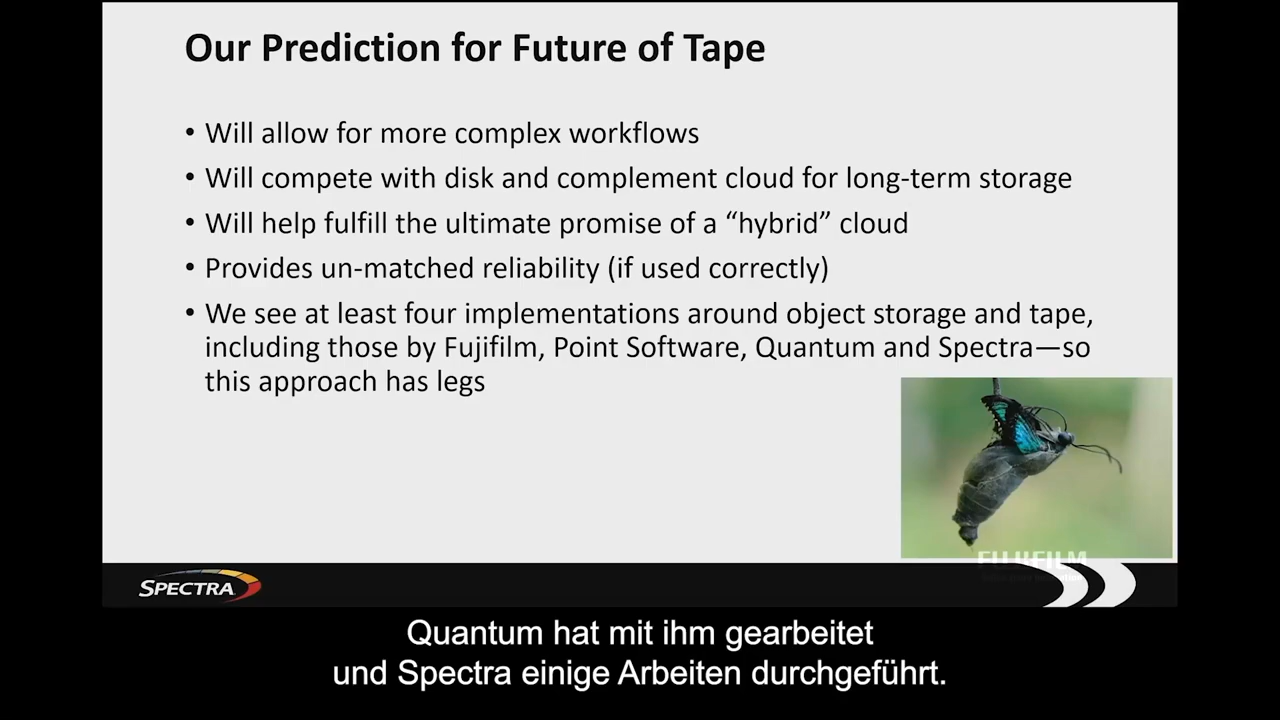 Our Prediction for Future of Tape
• Will allow for more complex workflows
• Will compete with disk and complement cloud for long-term storage
• Will help fulfill the ultimate promise of a “hybrid” cloud
• Provides un-matched reliability (if used correctly)
• We see at least four implementations around object storage and tape,
including those by Fujifilm, Point Software, Quantum and Spectra—so
this approach has legs
FUJIFILM
SPECTRA
Quantum hat mit ihm gearbeitet
und Spectra einige Arbeiten durchgeführt.